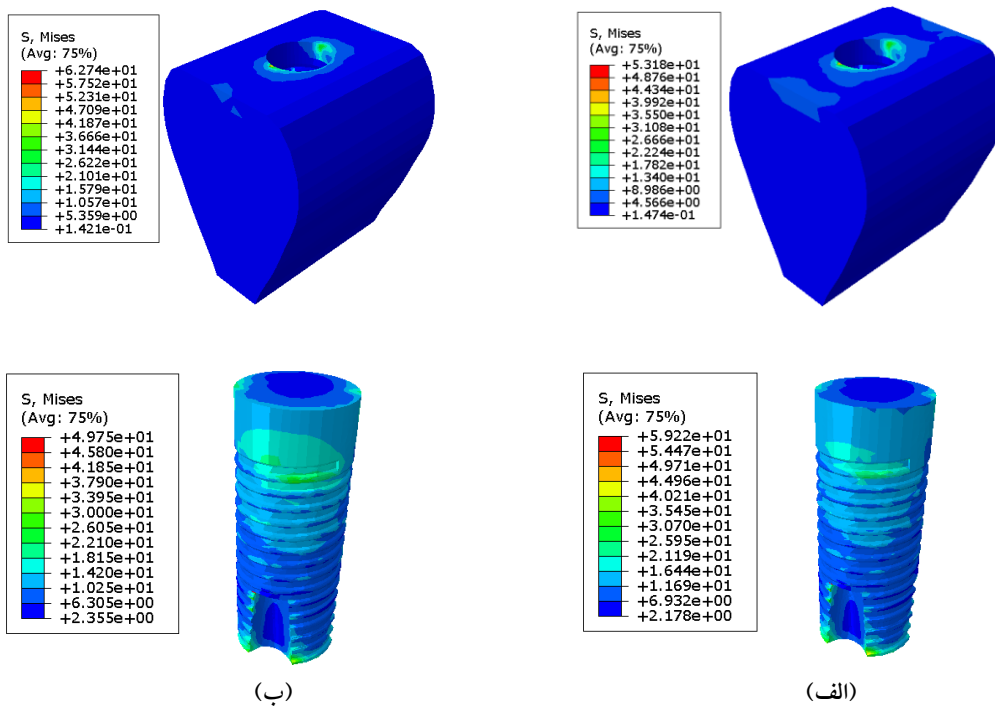 S, Mises
(Avg: 75%)
+6.274e+01
+5.752e+01
+5.231e+01
+4.709e+01
+4.187e+01
+3.666e+01
+3.144e+01
+2.622e+01
+2.101e+01
+1.579e+01
+1.057e+01
+5.359e+00
+1.421e-01
S, Mises
(Avg: 75%)
+5.318e+01
+4.876e+01
+4.434e+01
+3.992e+01
+3.550e+01
+3.108e+01
+2.666e+01
+2.224e+01
+1.782e+01
+1.340e+01
+8.986e+00
+4.566e+00
+1.474e-01
S, Mises
(Avg: 75%)
+4.975e+01
+4.580e+01
+4.185e+01
+3.790e+01
+3.395e+01
+3.000e+01
+2.605e+01
+2.210e+01
+1.815e+01
+1.420e+01
+1.025e+01
+6.305e+00
+2.355e+00
S, Mises
(Avg: 75%)
+5.922e+01
+5.447e+01
+4.971e+01
+4.496e+01
+4.021e+01
+3.545e+01
+3.070e+01
+2.595e+01
+2.119e+01
+1.644e+01
+1.169e+01
+6.932e+00
+2.178e+00
(ب)
(الف)